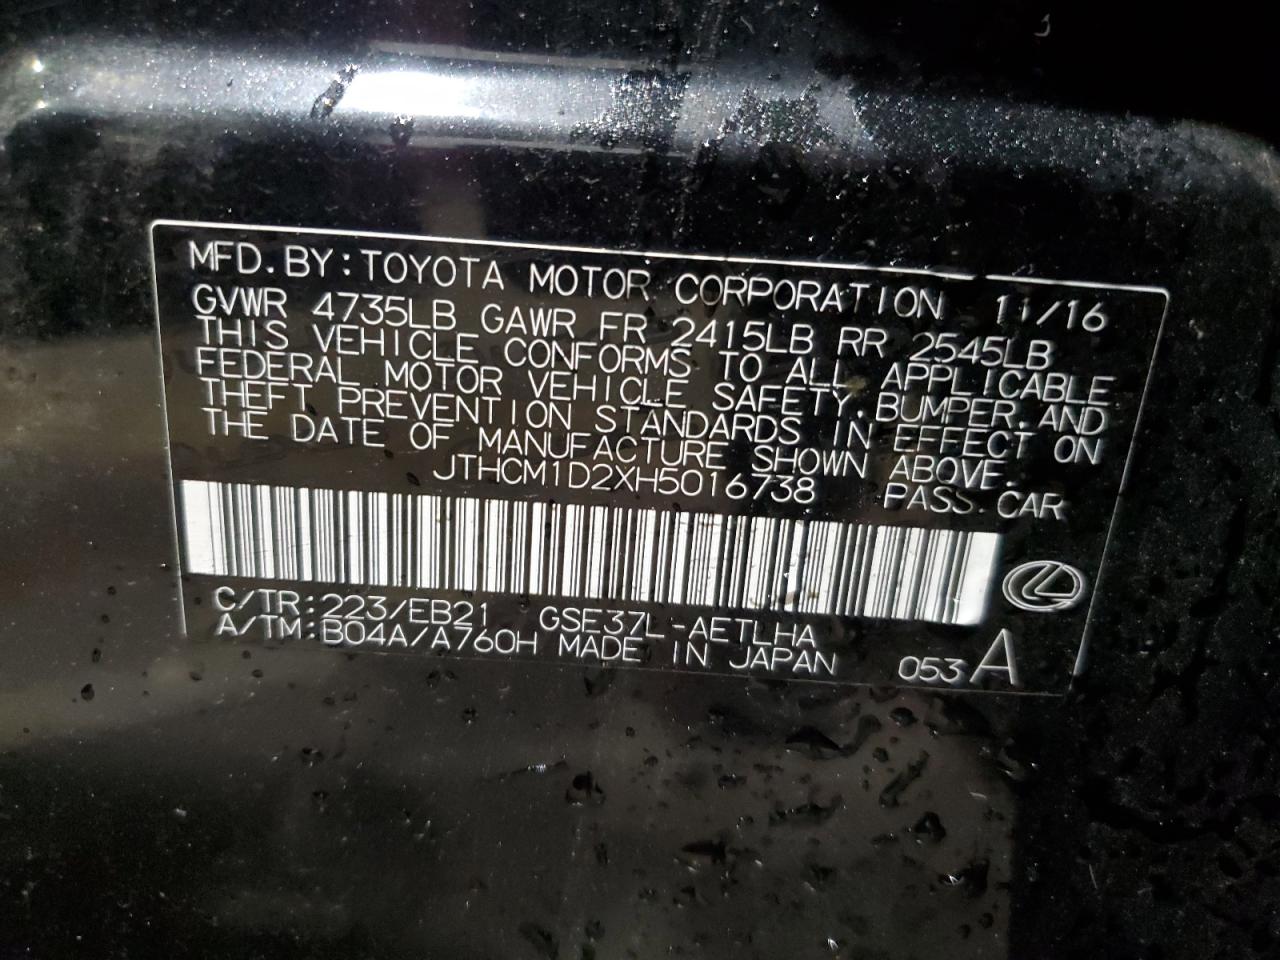 MFD.BY:TOYOTA MOTOR CORPORATION 11/16
GVWR 4735LB GAWR FR 2415LB RR 2545LB
THIS VEHICLE CONFORMS TO ALL APPLICABLE
FEDERAL MOTOR VEHICLE SAFETY,BUMPER,AND
THEFT PREVENTION STANDARDS IN EFFECT ON
THE DATE OF MANUFACTURE SHOWN ABOVE.
JTHCM1D2XH5016738 PASS.CAR
C/TR:223/EB21 GSE37L-AETLHA
A/TM:B04A/A760H MADE IN JAPAN 053 A